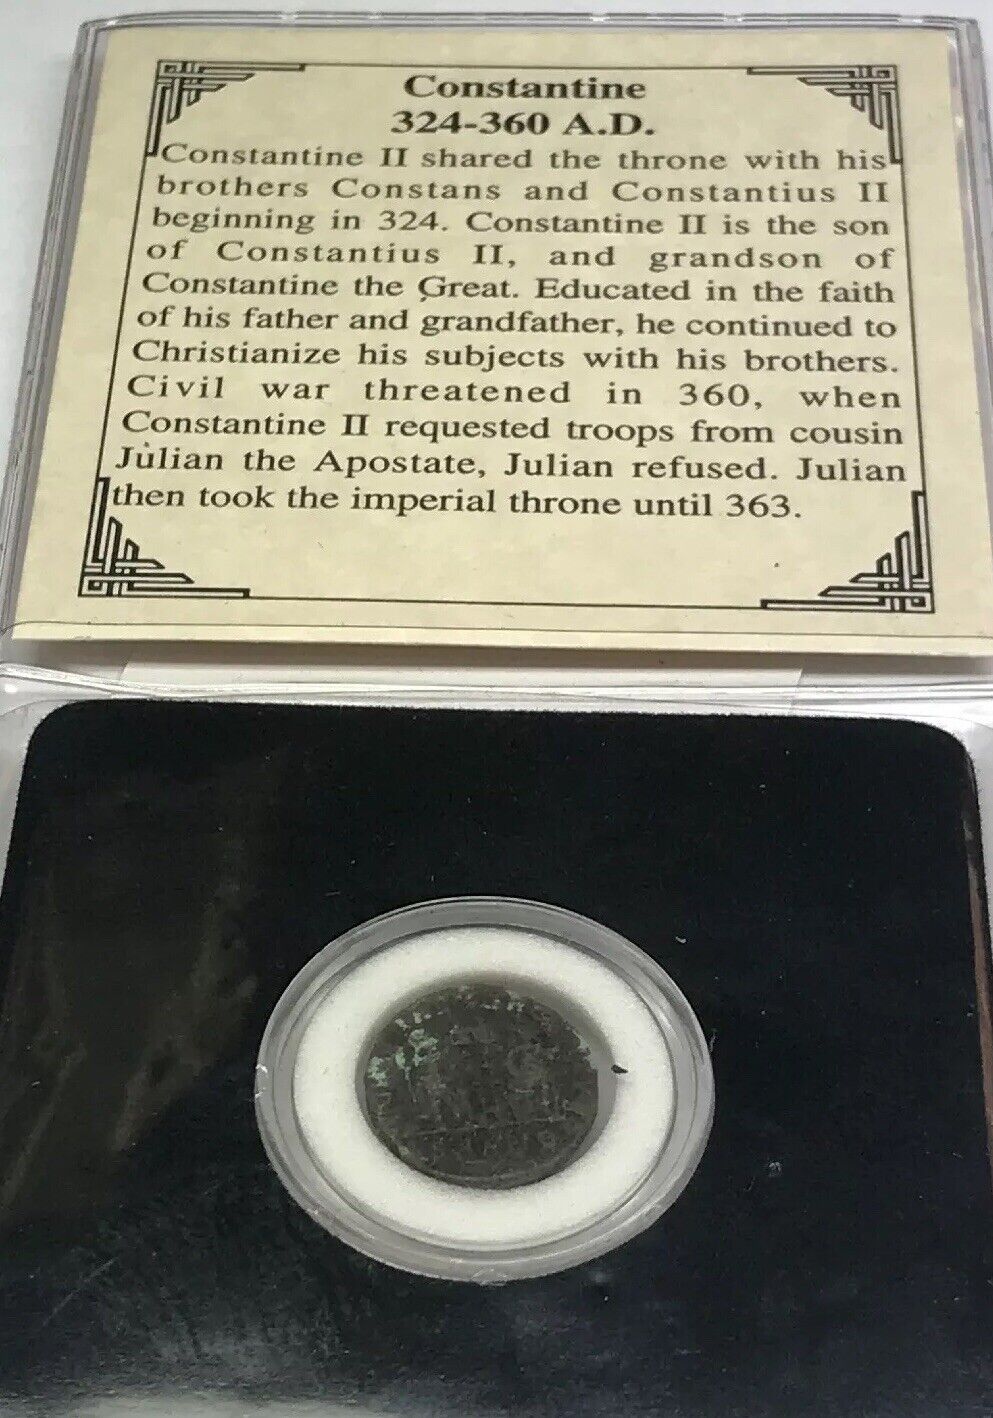 Constantine
324-360 A.D.
Constantine II shared the throne with his
brothers Constans and Constantius II
beginning in 324. Constantine II is the son
of Constantius II, and grandson of
Constantine the Great. Educated in the faith
of his father and grandfather, he continued to
Christianize his subjects with his brothers.
Civil war threatened in 360, when
Constantine II requested troops from cousin
Julian the Apostate, Julian refused. Julian
then took the imperial throne until 363.